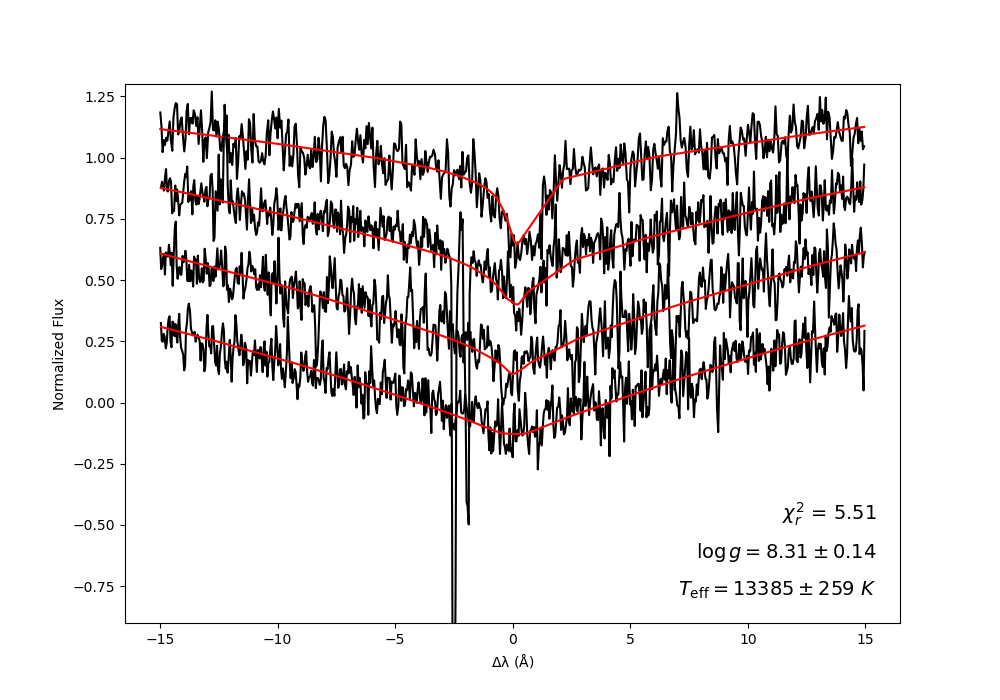 1.25
1.00
0.75
0.50
0.25
0.00
−0.25
−0.50
−0.75
Normalized Flux
χ²ᵣ = 5.51
log g = 8.31 ± 0.14
T_eff = 13385 ± 259 K
−15 −10 −5 0 5 10 15
Δλ (Å)